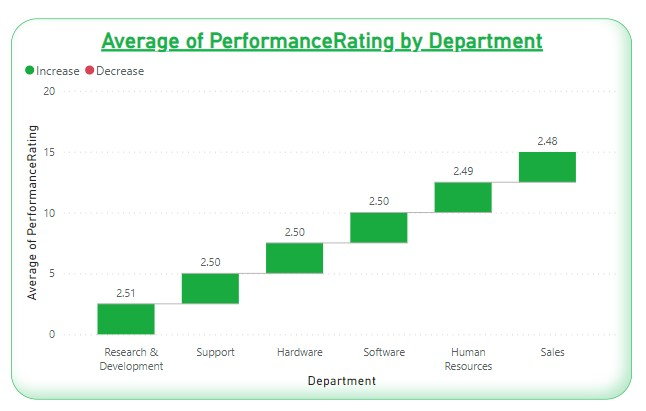 Average of PerformanceRating by Department
Increase Decrease
20
15
10
5
0
Average of PerformanceRating
2.51
2.50
2.50
2.50
2.49
2.48
Research &
Development
Support
Hardware
Software
Human
Resources
Sales
Department